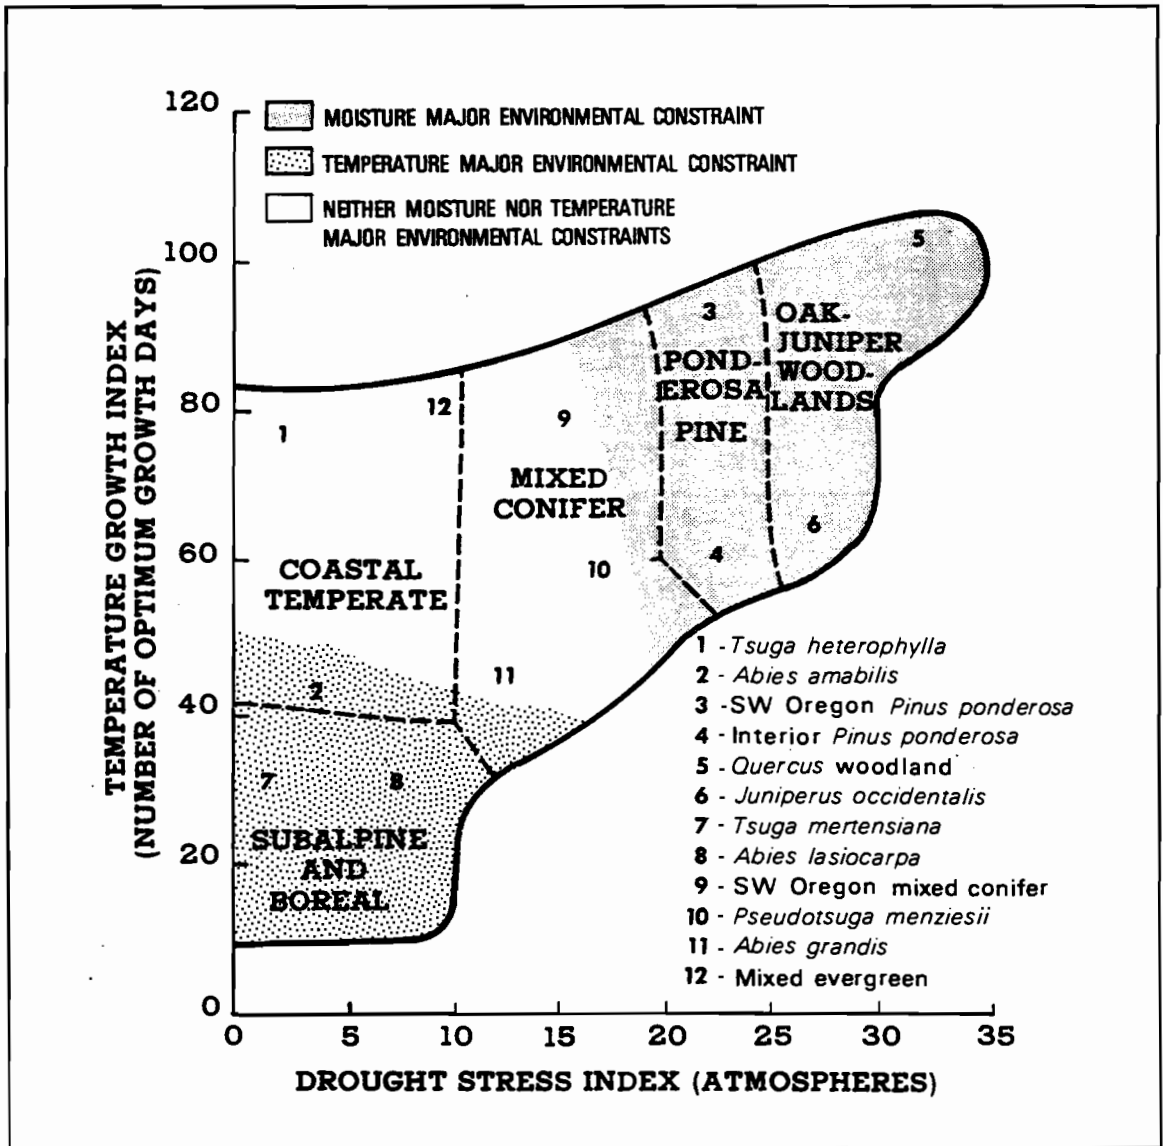 120
MOISTURE MAJOR ENVIRONMENTAL CONSTRAINT
TEMPERATURE MAJOR ENVIRONMENTAL CONSTRAINT
NEITHER MOISTURE NOR TEMPERATURE
MAJOR ENVIRONMENTAL CONSTRAINTS
100
80
60
40
20
0
TEMPERATURE GROWTH INDEX
(NUMBER OF OPTIMUM GROWTH DAYS)
5
3
OAK-
JUNIPER
WOOD-
LANDS
POND-
EROSA
PINE
12
9
1
MIXED
CONIFER
6
4
10
COASTAL
TEMPERATE
11
2
7
8
SUBALPINE
AND
BOREAL
1 - Tsuga heterophylla
2 - Abies amabilis
3 - SW Oregon Pinus ponderosa
4 - Interior Pinus ponderosa
5 - Quercus woodland
6 - Juniperus occidentalis
7 - Tsuga mertensiana
8 - Abies lasiocarpa
9 - SW Oregon mixed conifer
10 - Pseudotsuga menziesii
11 - Abies grandis
12 - Mixed evergreen
0 5 10 15 20 25 30 35
DROUGHT STRESS INDEX (ATMOSPHERES)